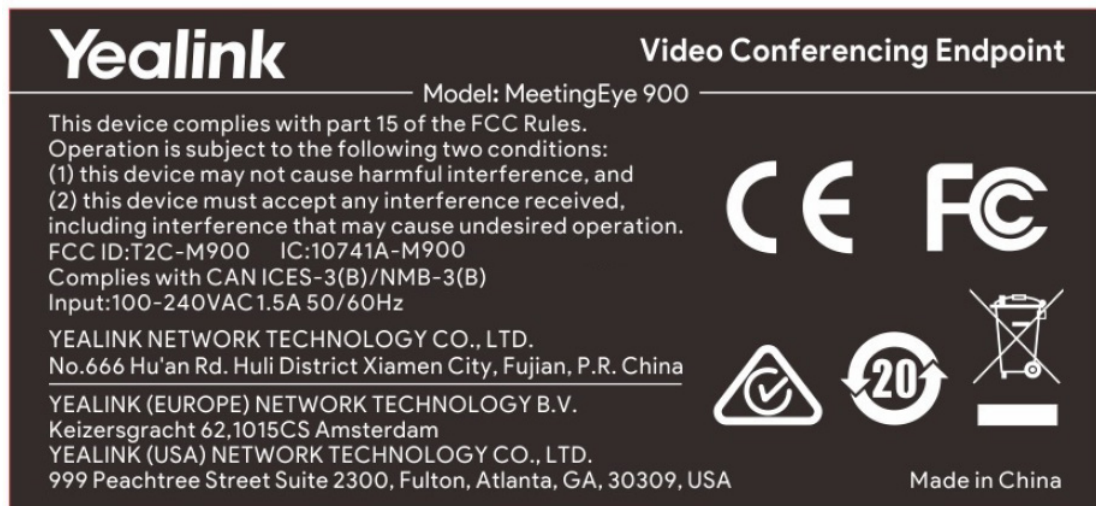 Yealink
Video Conferencing Endpoint
Model: MeetingEye 900
This device complies with part 15 of the FCC Rules.
Operation is subject to the following two conditions:
(1) this device may not cause harmful interference, and
(2) this device must accept any interference received,
including interference that may cause undesired operation.
FCC ID:T2C-M900 IC:10741A-M900
Complies with CAN ICES-3(B)/NMB-3(B)
Input:100-240VAC 1.5A 50/60Hz
YEALINK NETWORK TECHNOLOGY CO., LTD.
No.666 Hu'an Rd. Huli District Xiamen City, Fujian, P.R. China
YEALINK (EUROPE) NETWORK TECHNOLOGY B.V.
Keizersgracht 62,1015CS Amsterdam
YEALINK (USA) NETWORK TECHNOLOGY CO., LTD.
999 Peachtree Street Suite 2300, Fulton, Atlanta, GA, 30309, USA
CE FC
20
Made in China